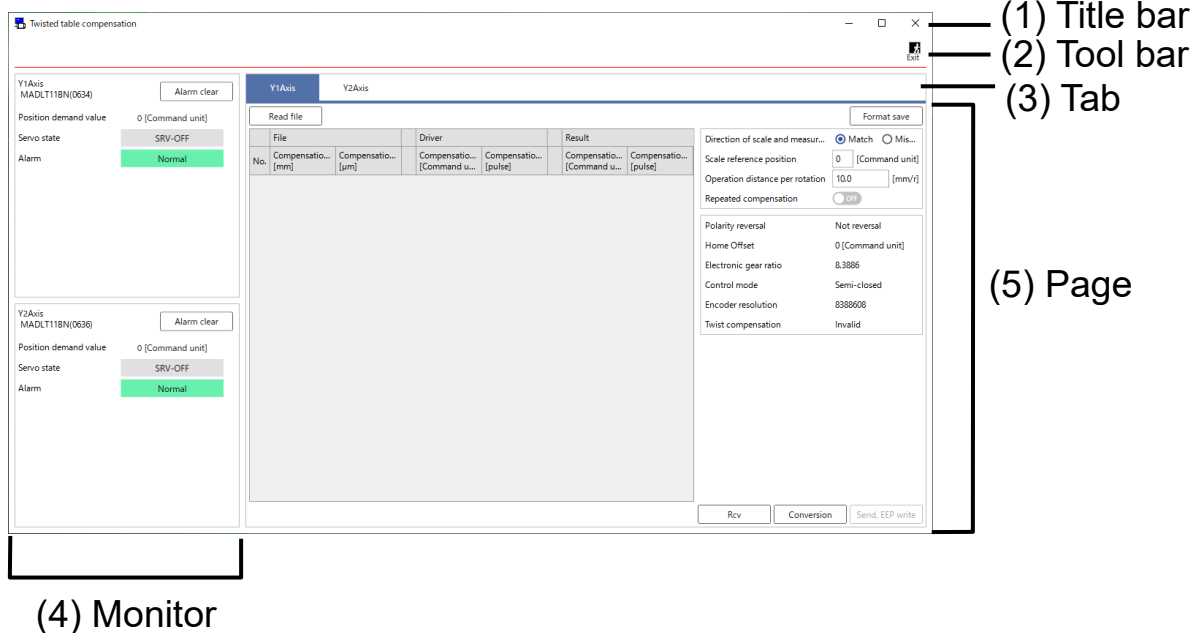 Twisted table compensation
(1) Title bar
Exit
(2) Tool bar
Y1Axis
MADLT11BN(0634)
Alarm clear
Position demand value 0 [Command unit]
Servo state SRV-OFF
Alarm Normal
Y1Axis Y2Axis
(3) Tab
Read file Format save
File Driver Result
No. Compensatio... Compensatio... Compensatio... Compensatio... Compensatio... Compensatio...
[mm] [µm] [Command u... [pulse] [Command u... [pulse]
Direction of scale and measur... Match Mis...
Scale reference position 0 [Command unit]
Operation distance per rotation 10.0 [mm/r]
Repeated compensation OFF
Polarity reversal Not reversal
Home Offset 0 [Command unit]
Electronic gear ratio 8.3886
Control mode Semi-closed
Encoder resolution 8388608
Twist compensation Invalid
(5) Page
Y2Axis
MADLT11BN(0636)
Alarm clear
Position demand value 0 [Command unit]
Servo state SRV-OFF
Alarm Normal
Rcv Conversion Send, EEP write
(4) Monitor